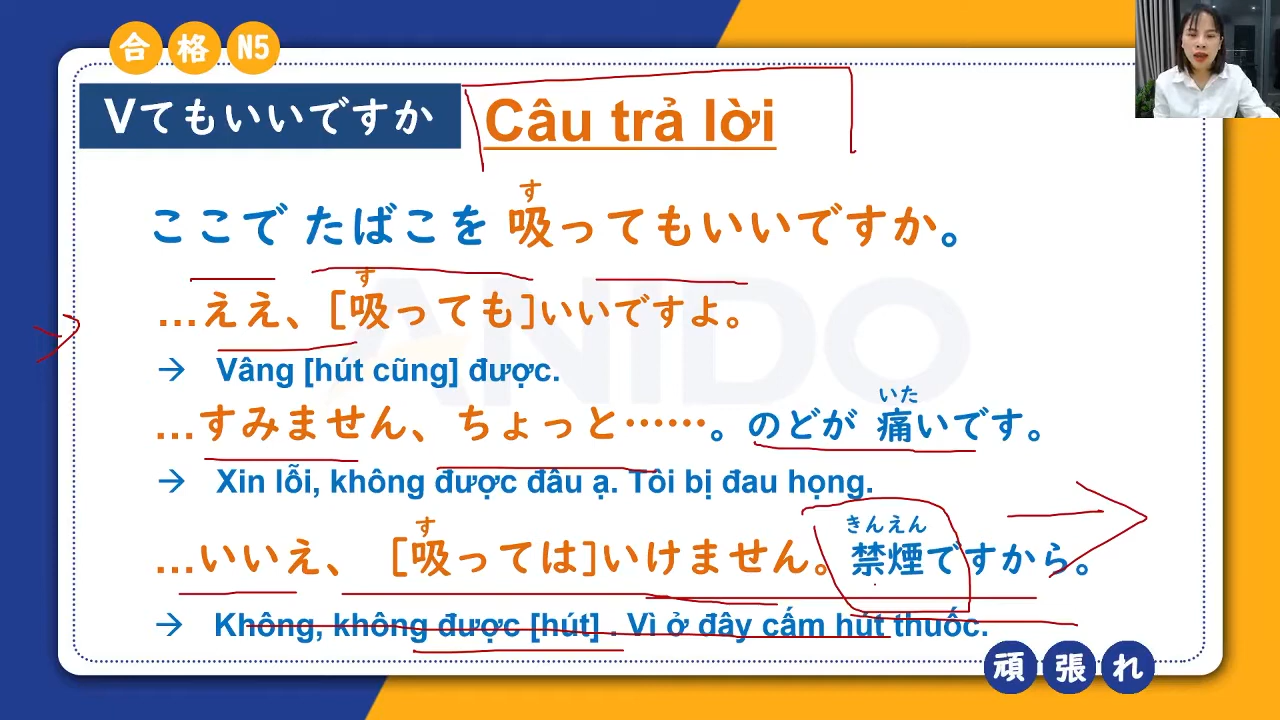 合格N5
Vてもいいですか
Câu trả lời
す
ここで たばこを 吸ってもいいですか。
す
…ええ、[吸っても]いいですよ。
→ Vâng [hút cũng] được.
いた
…すみません、ちょっと……。のどが 痛いです。
→ Xin lỗi, không được đâu ạ. Tôi bị đau họng.
す きんえん
…いいえ、 [吸っては]いけません。禁煙ですから。
→ Không, không được [hút] . Vì ở đây cấm hút thuốc.
頑張れ
ANIDO